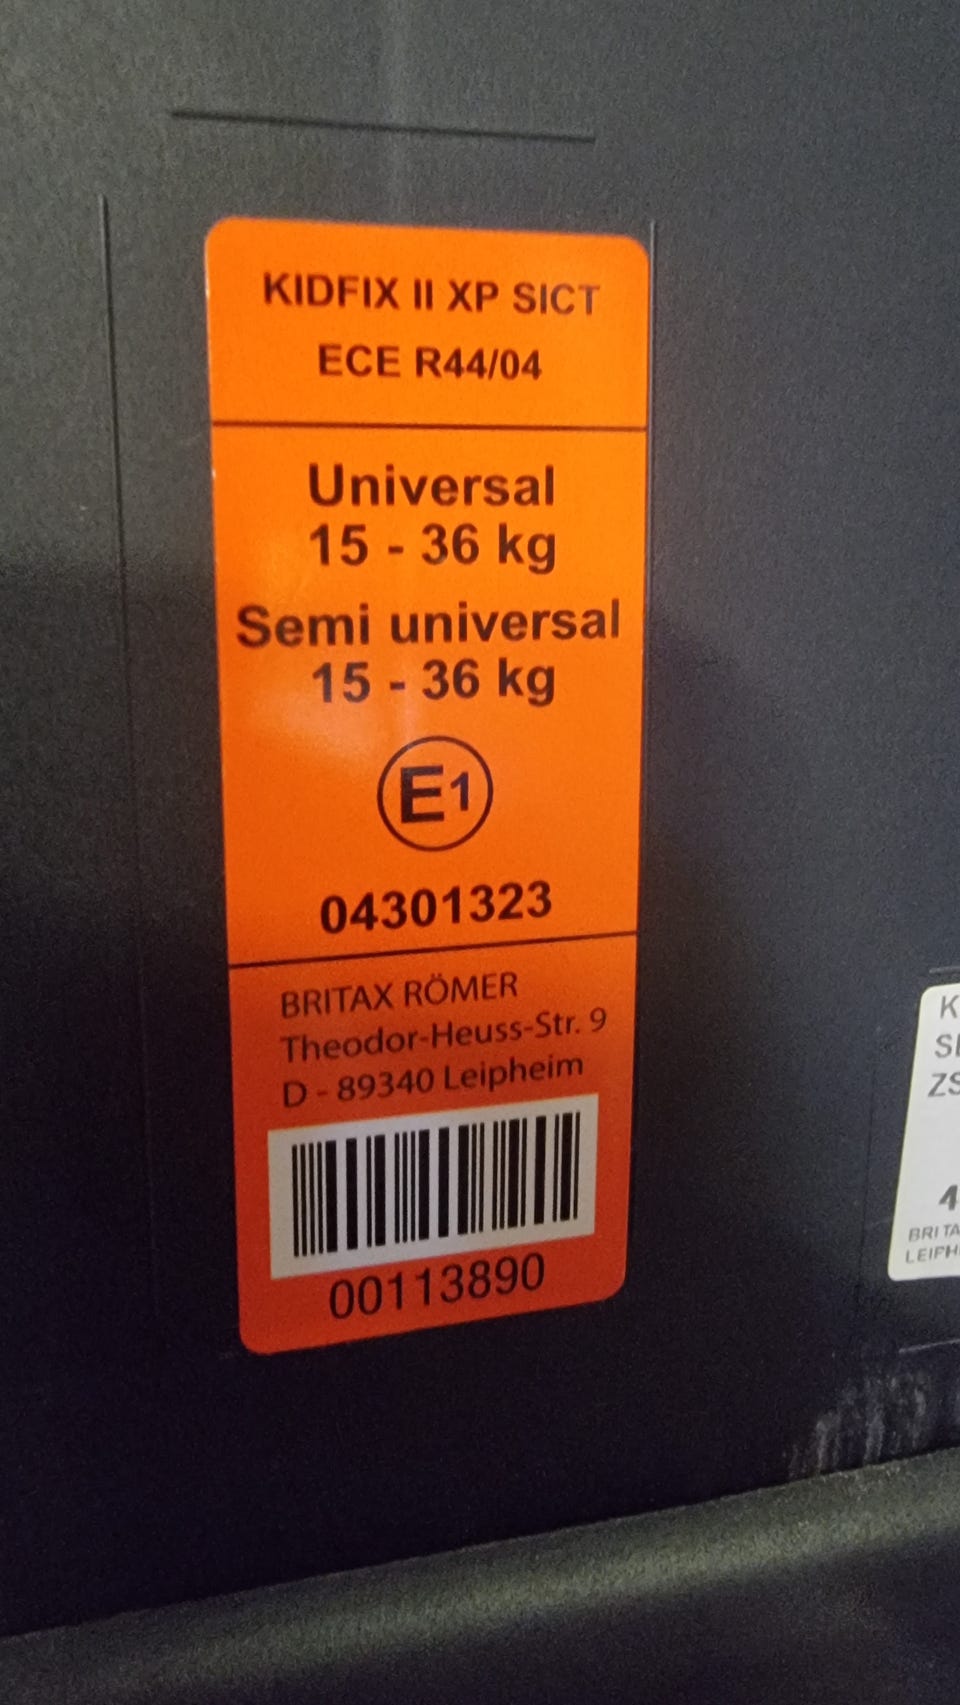 KIDFIX II XP SICT
ECE R44/04
Universal
15 - 36 kg
Semi universal
15 - 36 kg
E1
04301323
BRITAX RÖMER
Theodor-Heuss-Str. 9
D - 89340 Leipheim
00113890